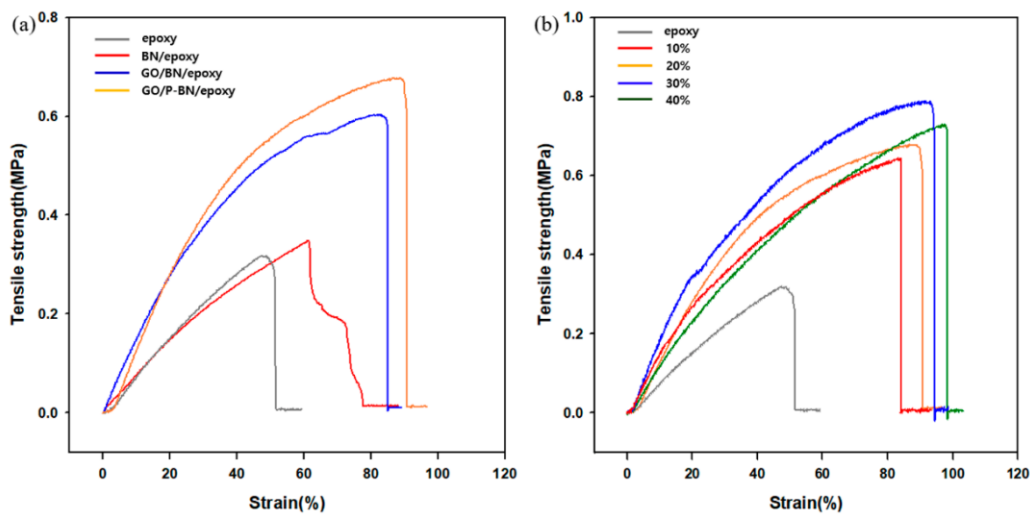 (a)
epoxy
BN/epoxy
GO/BN/epoxy
GO/P-BN/epoxy
Tensile strength(MPa)
0.8
0.6
0.4
0.2
0.0
0 20 40 60 80 100 120
Strain(%)
(b)
epoxy
10%
20%
30%
40%
Tensile strength(MPa)
1.0
0.8
0.6
0.4
0.2
0.0
0 20 40 60 80 100 120
Strain(%)